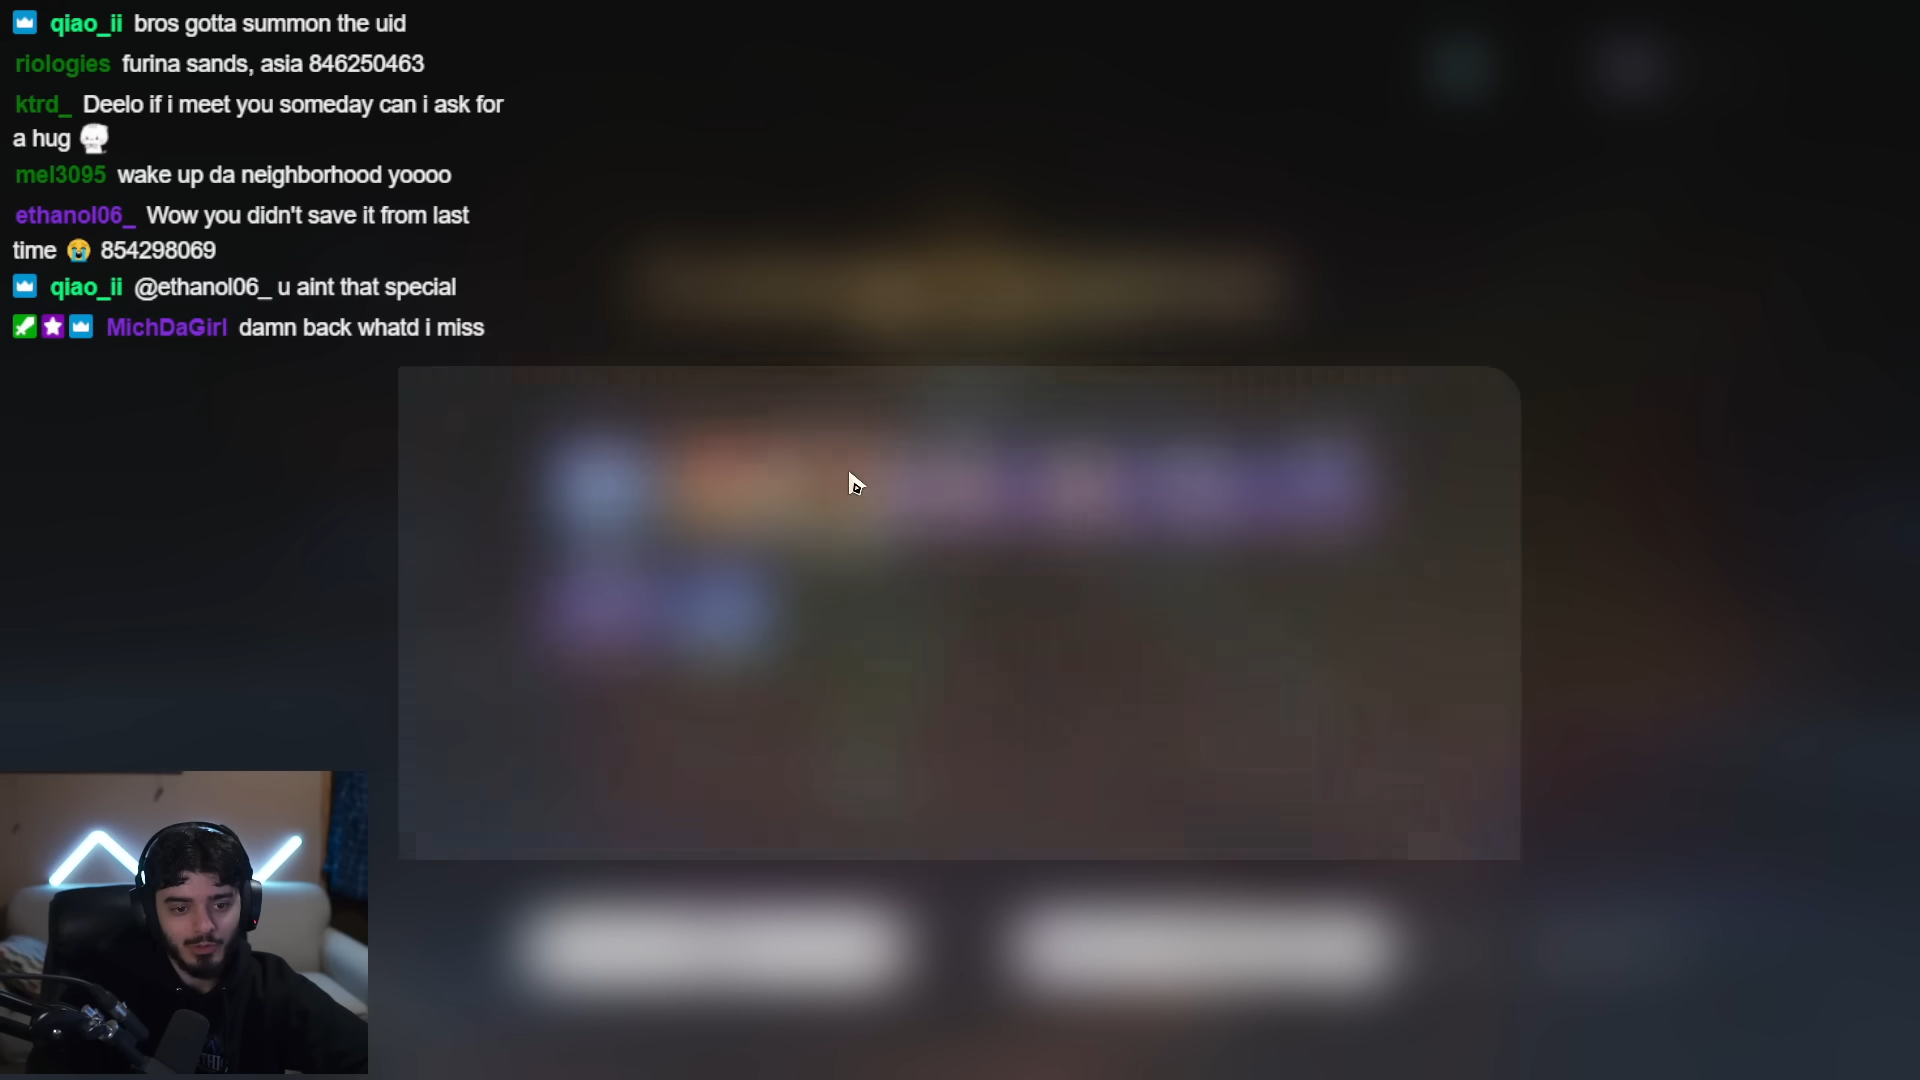 qiao_ii bros gotta summon the uid
riologies furina sands, asia 846250463
ktrd_ Deelo if i meet you someday can i ask for
a hug
mel3095 wake up da neighborhood yoooo
ethanol06_ Wow you didn't save it from last
time 😭 854298069
qiao_ii @ethanol06_ u aint that special
MichDaGirl damn back whatd i miss